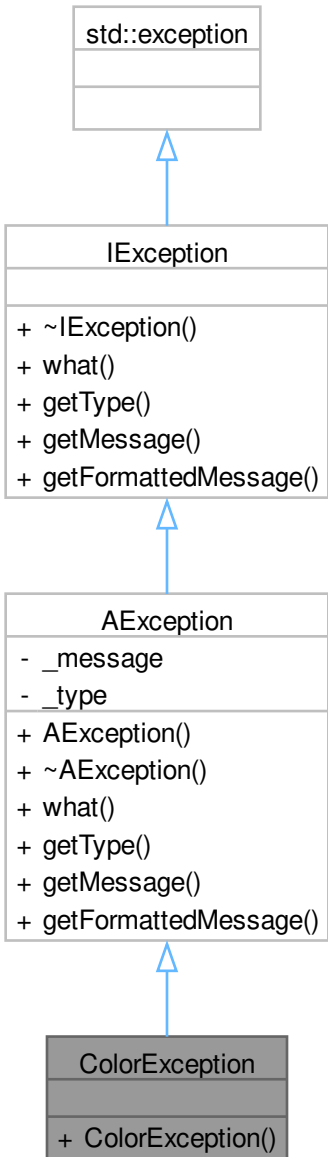 std::exception
IException
+ ~IException()
+ what()
+ getType()
+ getMessage()
+ getFormattedMessage()
AException
- _message
- _type
+ AException()
+ ~AException()
+ what()
+ getType()
+ getMessage()
+ getFormattedMessage()
ColorException
+ ColorException()